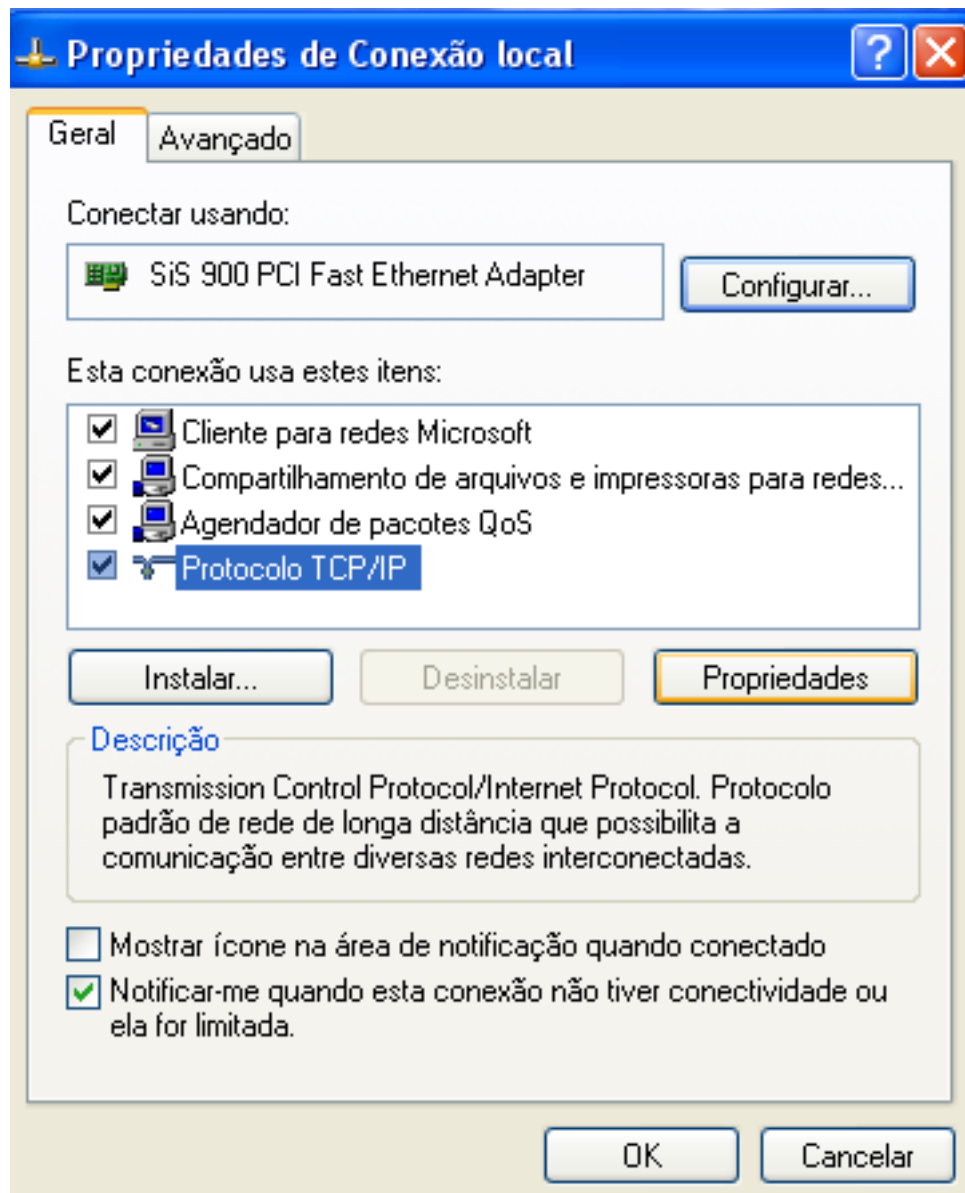 Propriedades de Conexão local
Geral
Avançado
Conectar usando:
SiS 900 PCI Fast Ethernet Adapter
Configurar...
Esta conexão usa estes itens:
Cliente para redes Microsoft
Compartilhamento de arquivos e impressoras para redes...
Agendador de pacotes QoS
Protocolo TCP/IP
Instalar...
Desinstalar
Propriedades
Descrição
Transmission Control Protocol/Internet Protocol. Protocolo
padrão de rede de longa distância que possibilita a
comunicação entre diversas redes interconectadas.
Mostrar ícone na área de notificação quando conectado
Notificar-me quando esta conexão não tiver conectividade ou
ela for limitada.
OK
Cancelar